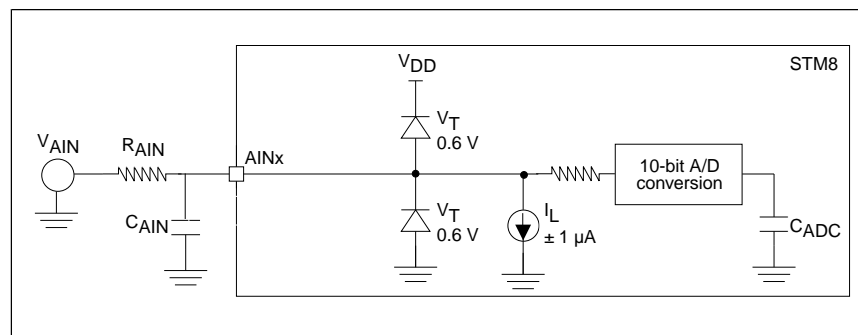 STM8
VDD
VT
0.6 V
VAIN
RAIN
AINx
10-bit A/D
conversion
VT
0.6 V
IL
± 1 µA
CAIN
CADC